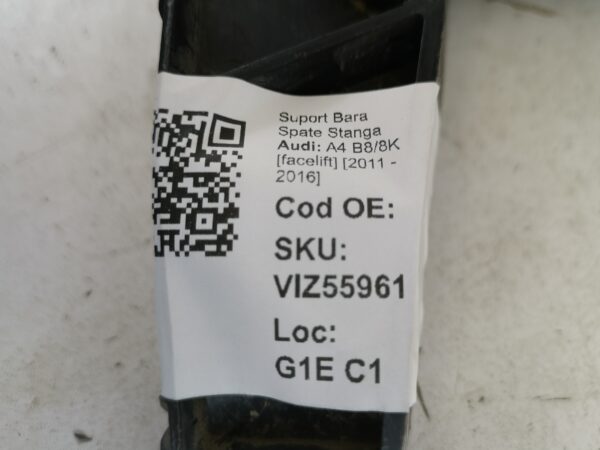 Suport Bara
Spate Stanga
Audi: A4 B8/8K
[facelift] [2011 -
2016]
Cod OE:
SKU:
VIZ55961
Loc:
G1E C1